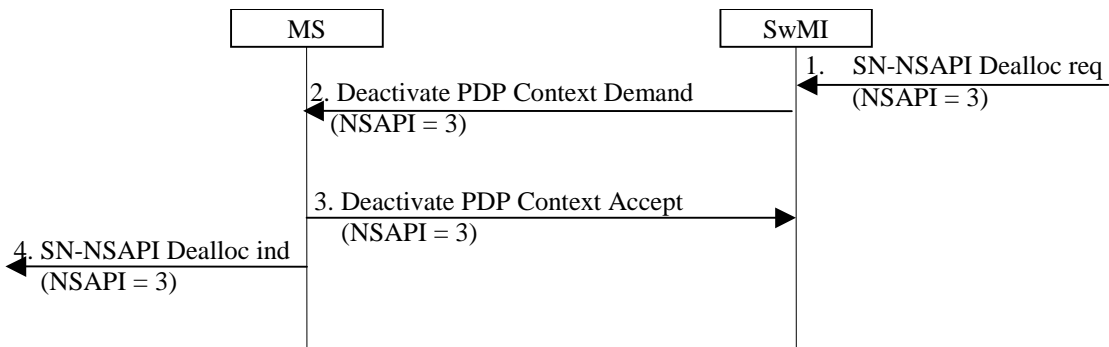 MS
SwMI
1. SN-NSAPI Dealloc req
(NSAPI = 3)
2. Deactivate PDP Context Demand
(NSAPI = 3)
3. Deactivate PDP Context Accept
(NSAPI = 3)
4. SN-NSAPI Dealloc ind
(NSAPI = 3)